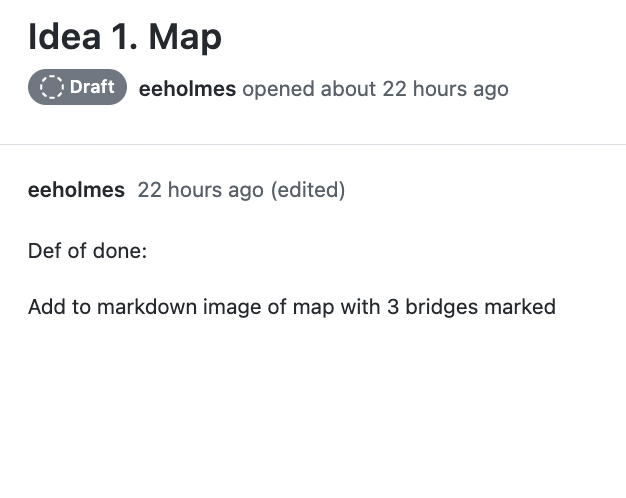 Idea 1. Map
Draft eeholmes opened about 22 hours ago
eeholmes 22 hours ago (edited)
Def of done:
Add to markdown image of map with 3 bridges marked